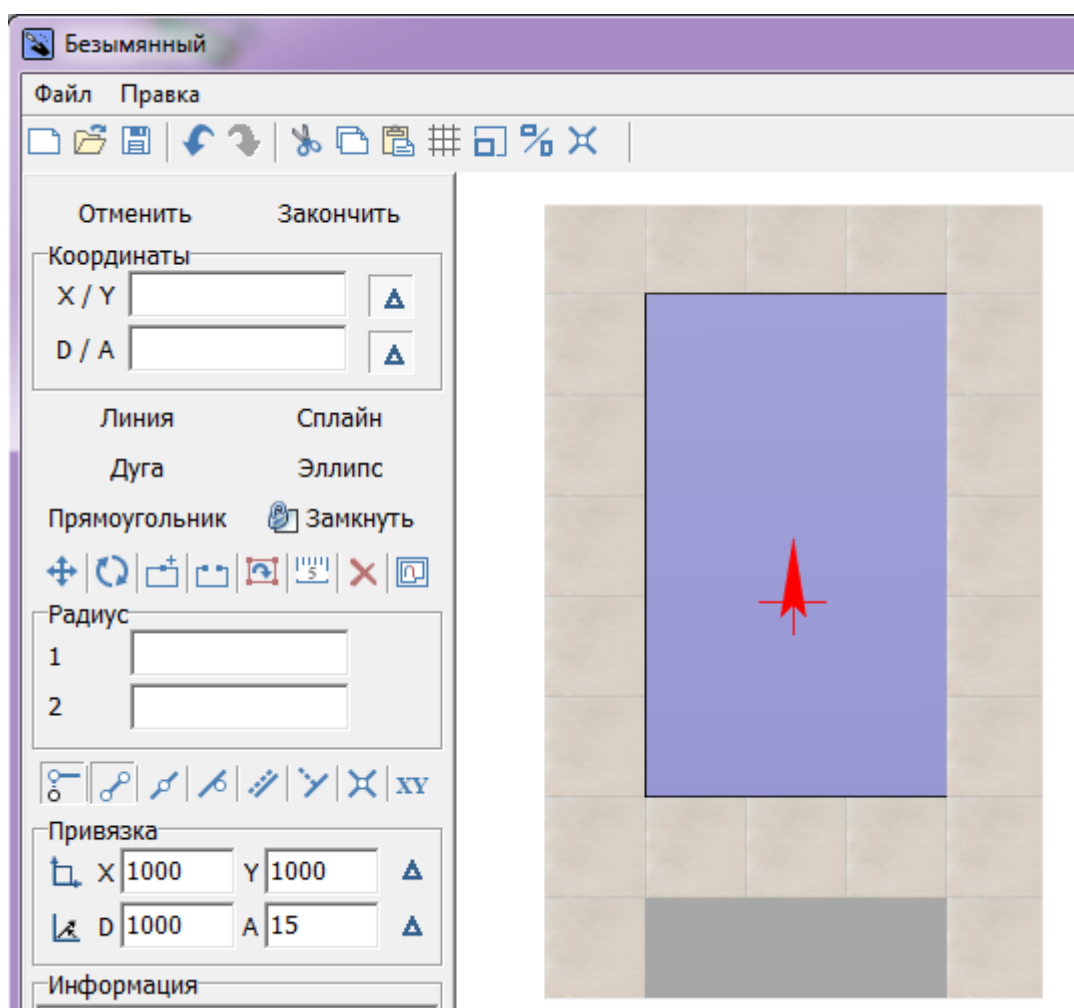 Безымянный
Файл Правка
Отменить Закончить
Координаты
X / Y
D / A
Линия Сплайн
Дуга Эллипс
Прямоугольник Замкнуть
5
Радиус
1
2
XY
Привязка
X 1000 Y 1000
D 1000 A 15
Информация